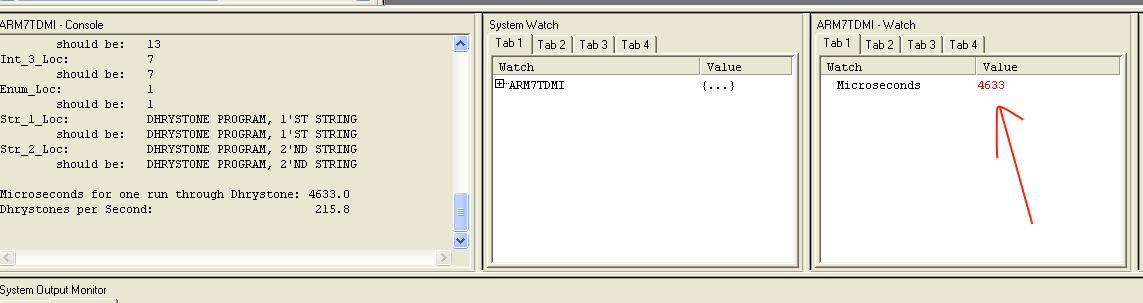 ARM7TDMI - Console
should be: 13
Int_3_Loc: 7
should be: 7
Enum_Loc: 1
should be: 1
Str_1_Loc: DHRYSTONE PROGRAM, 1'ST STRING
should be: DHRYSTONE PROGRAM, 1'ST STRING
Str_2_Loc: DHRYSTONE PROGRAM, 2'ND STRING
should be: DHRYSTONE PROGRAM, 2'ND STRING
Microseconds for one run through Dhrystone: 4633.0
Dhrystones per Second: 215.8
System Watch
Tab 1 Tab 2 Tab 3 Tab 4
Watch Value
ARM7TDMI {...}
ARM7TDMI - Watch
Tab 1 Tab 2 Tab 3 Tab 4
Watch Value
Microseconds 4633
System Output Monitor